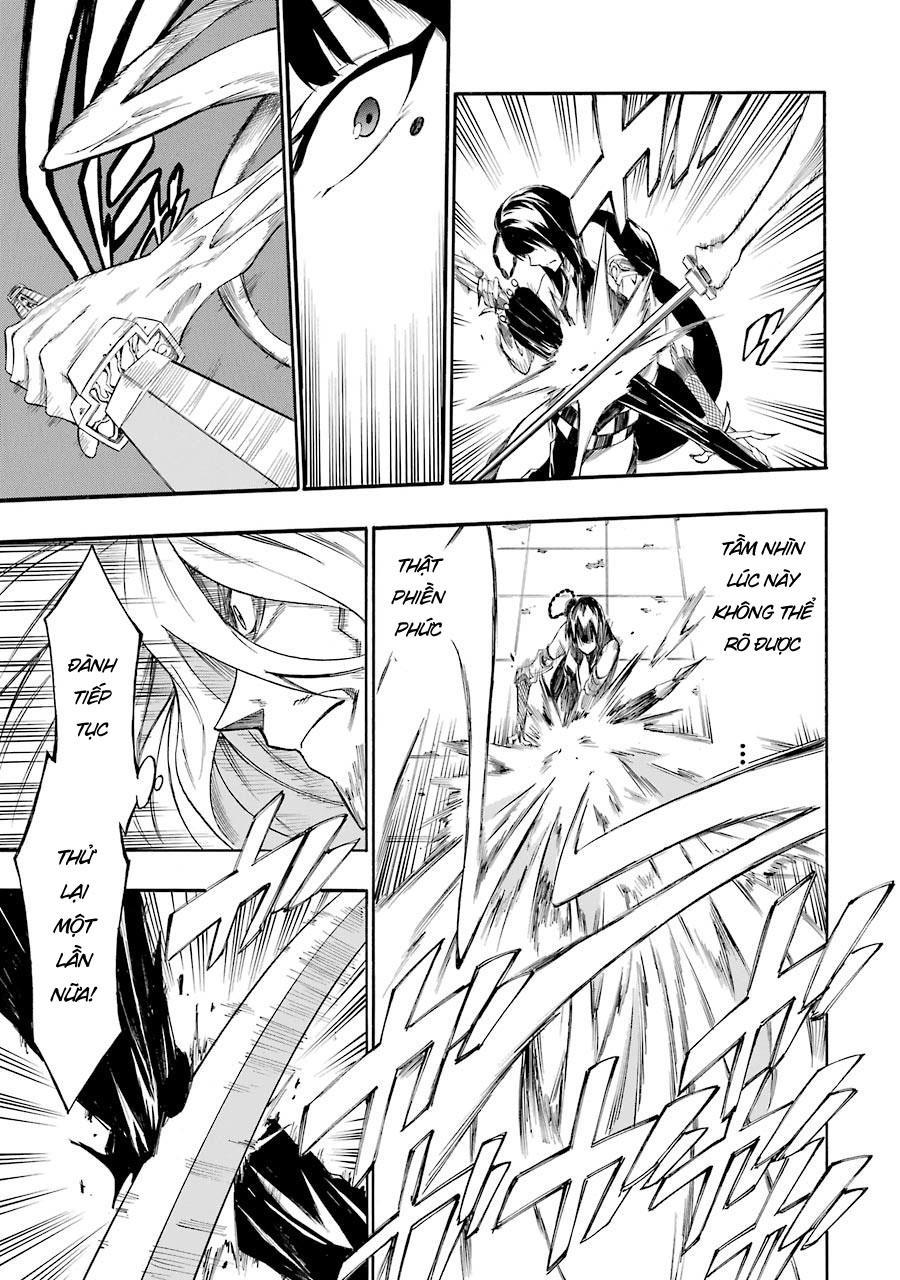 TẦM NHÌN
LÚC NÀY
KHÔNG THỂ
RÕ ĐƯỢC
...
THẬT
PHIỀN
PHỨC
ĐÀNH
TIẾP
TỤC
THỬ
LẠI
MỘT
LẦN
NỮA!